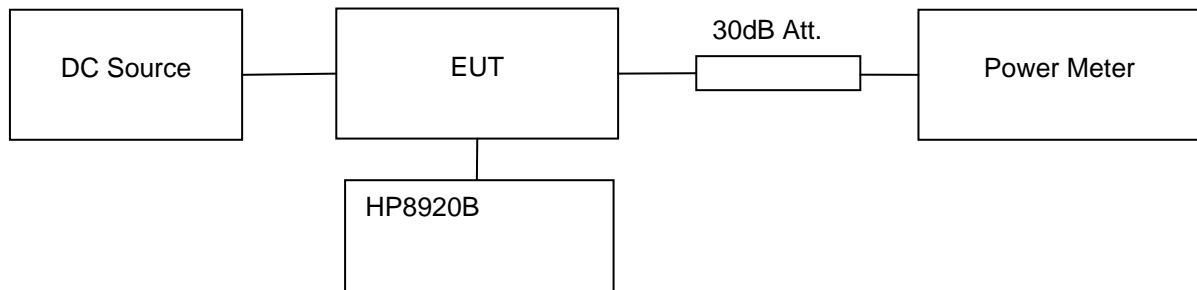 30dB Att.
DC Source
EUT
Power Meter
HP8920B